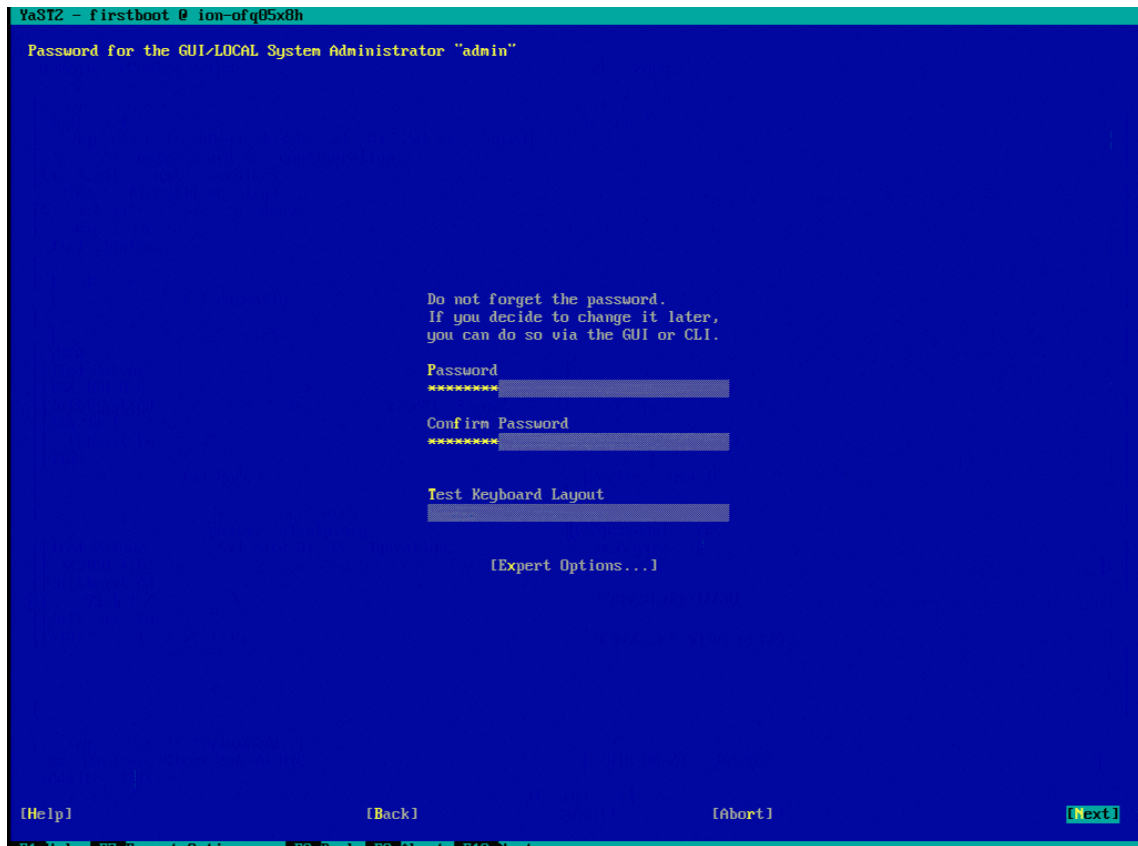 YaST2 - firstboot @ ion-ofq05x8h
Password for the GUI/LOCAL System Administrator "admin"
Do not forget the password.
If you decide to change it later,
you can do so via the GUI or CLI.
Password
********
Confirm Password
********
Test Keyboard Layout
[Expert Options...]
[Help] [Back] [Abort] [Next]